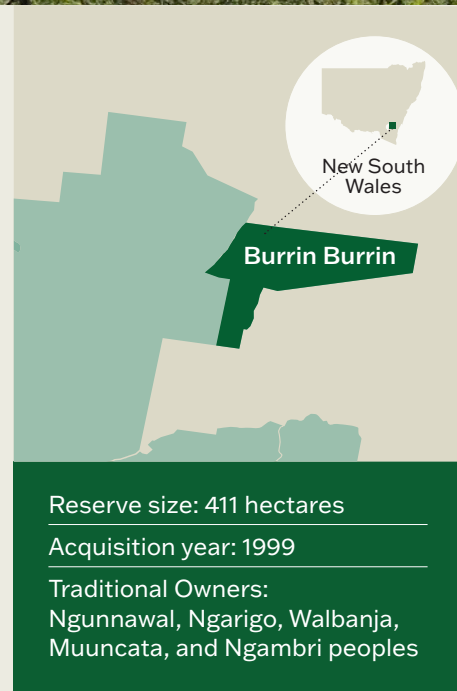 New South
Wales
Burrin Burrin
Reserve size: 411 hectares
Acquisition year: 1999
Traditional Owners:
Ngunnawal, Ngarigo, Walbanja,
Muuncata, and Ngambri peoples